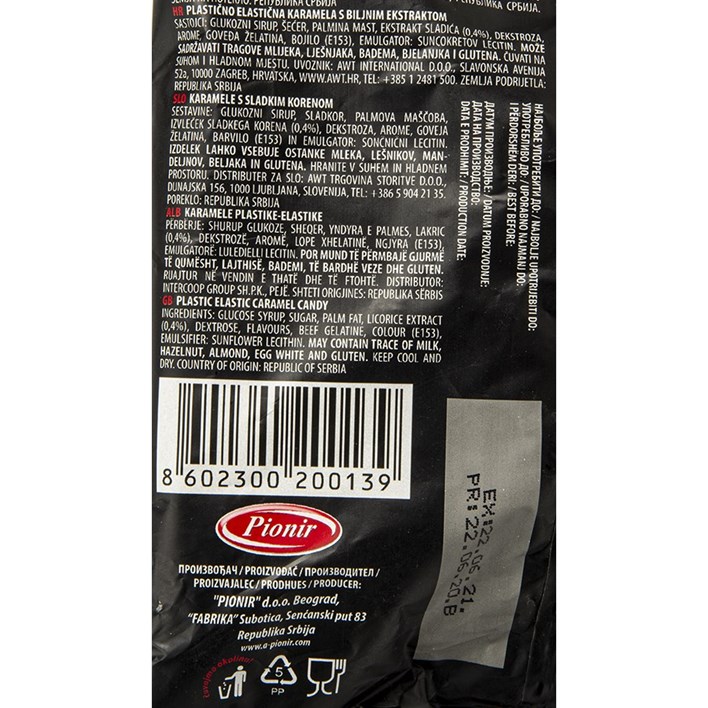 HR PLASTIČNO ELASTIČNA KARAMELA S BILJNIM EKSTRAKTOM
SASTOJCI: GLUKOZNI SIRUP, ŠEĆER, PALMINA MAST, EKSTRAKT SLADIĆA (0,4%), DEKSTROZA,
AROME, GOVEĐA ŽELATINA, BOJILO (E153), EMULGATOR: SUNCOKRETOV LECITIN. MOŽE
SADRŽAVATI TRAGOVE MLIJEKA, LJEŠNJAKA, BADEMA, BJELANJKA I GLUTENA. ČUVATI NA
SUHOM I HLADNOM MJESTU, UVOZNIK: AWT INTERNATIONAL D.O.O., SLAVONSKA AVENIJA
52a, 10000 ZAGREB, HRVATSKA, WWW.AWT.HR, TEL: +385 1 2481 500. ZEMLJA PODRIJETLA:
REPUBLIKA SRBIJA
SLO KARAMELE S SLADKIM KORENOM
SESTAVINE: GLUKOZNI SIRUP, SLADKOR, PALMOVA MAŠČOBA,
IZVLEČEK SLADKEGA KORENA (0,4%), DEKSTROZA, AROME, GOVEJA
ŽELATINA, BARVILO (E153) IN EMULGATOR: SONČNIČNI LECITIN.
IZDELEK LAHKO VSEBUJE OSTANKE MLEKA, LEŠNIKOV, MAN-
DELJNOV, BELJAKA IN GLUTENA. HRANITE V SUHEM IN HLADNEM
PROSTORU. DISTRIBUTER ZA SLO: AWT TRGOVINA STORITVE D.O.O.,
DUNAJSKA 156, 1000 LJUBLJANA, SLOVENIJA, TEL: +386 5 904 21 35.
POREKLO: REPUBLIKA SRBIJA
ALB KARAMELE PLASTIKE-ELASTIKE
PËRBËRJE: SHURUP GLUKOZE, SHEQER, YNDYRA E PALMES, LAKRIC
(0,4%), DEKSTROZË, AROMË, LOPE XHELATINE, NGJYRA (E153),
EMULGATORË: LULEDIELLI LECITIN. POR MUND TË PËRMBAJË GJURMË
TË QUMËSHT, LAJTHISË, BADEMI, TË BARDHË VEZE DHE GLUTEN.
RUAJTUR NË VENDIN E THATË DHE TË FTOHTË. DISTRIBUTOR:
INTERCOOP GROUP SH.P.K., PEJË. SHTETI ORIGJINES: REPUBLIKA SËRBIS
GB PLASTIC ELASTIC CARAMEL CANDY
INGREDIENTS: GLUCOSE SYRUP, SUGAR, PALM FAT, LICORICE EXTRACT
(0,4%), DEXTROSE, FLAVOURS, BEEF GELATINE, COLOUR (E153),
EMULSIFIER: SUNFLOWER LECITHIN. MAY CONTAIN TRACE OF MILK,
HAZELNUT, ALMOND, EGG WHITE AND GLUTEN. KEEP COOL AND
DRY. COUNTRY OF ORIGIN: REPUBLIC OF SERBIA
НАЈБОЉЕ УПОТРЕБИТИ ДО: / NAJBOLJE UPOTRIJEBITI DO:
УПОТРЕБЛИВО ДО: / UPORABNO NAJMANJ DO:
I PËRDORSHËM DERI: / BEST BEFORE:
ДАТУМ ПРОИЗВОДЊЕ: / DATUM PROIZVODNJE:
ДАТА НА ПРОИЗВОДСТВО:
DATA E PRODHIMIT: / PRODUCTION DATE:
8 602300 200139
EX:22.06.21.
PR:22.06.20.B
Pionir
ПРОИЗВОЂАЧ / PROIZVOĐAČ / ПРОИЗВОДИТЕЛ /
PROIZVAJALEC / PRODHUES / PRODUCER:
"PIONIR" d.o.o. Beograd,
"FABRIKA" Subotica, Senćanski put 83
Republika Srbija
www.a-pionir.com
čuvajmo okolinu!
5
PP